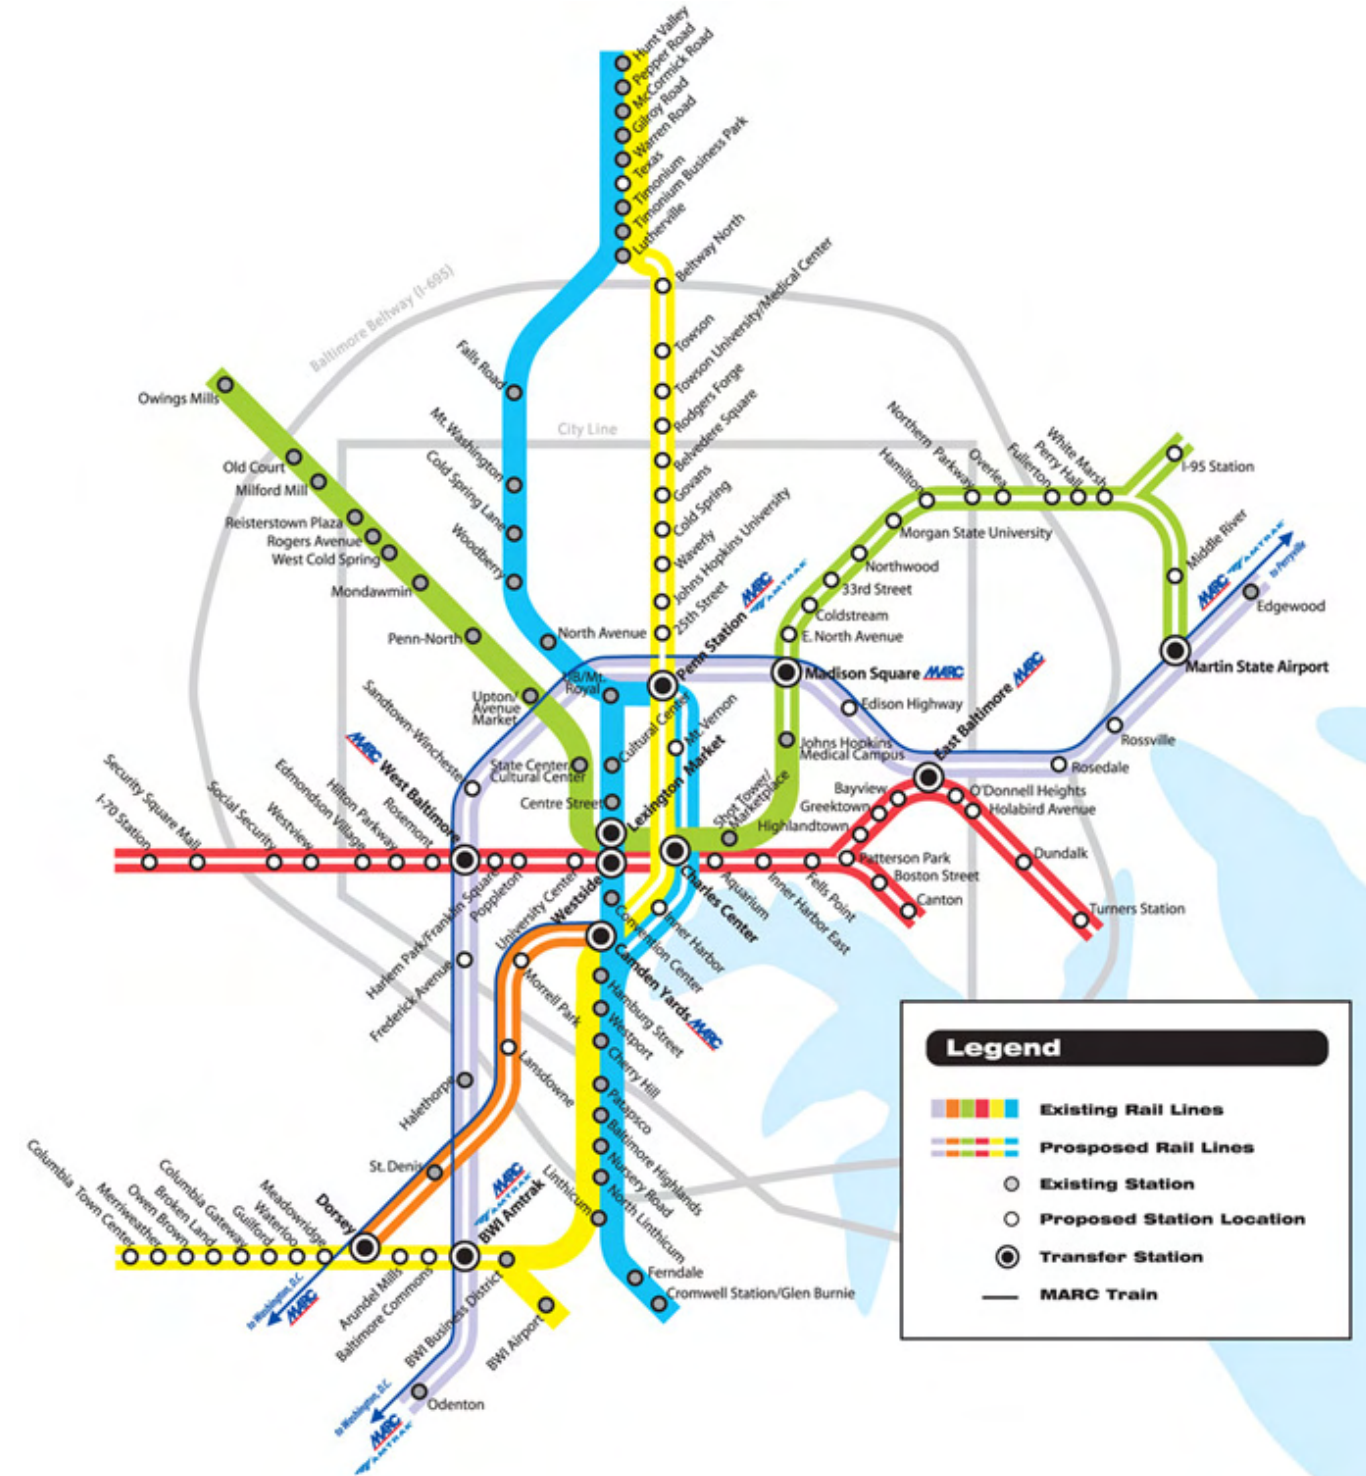 Hunt Valley
Pepper Road
McCormick Road
Gilroy Road
Warren Road
Texas
Timonium
Timonium Business Park
Lutherville
Beltway North
Baltimore Beltway (I-695)
Towson
Towson University/Medical Center
Falls Road
Rodgers Forge
Owings Mills
Belvedere Square
City Line
Mt. Washington
Govans
Northern Parkway
Overlea
Fullerton
Perry Hall
White Marsh
I-95 Station
Hamilton
Old Court
Milford Mill
Cold Spring Lane
Cold Spring
Reisterstown Plaza
Rogers Avenue
West Cold Spring
Woodberry
Waverly
Morgan State University
Northwood
Middle River
MARC
AMTRAK
to Perryville
Mondawmin
Johns Hopkins University
33rd Street
Coldstream
Edgewood
Penn-North
North Avenue
25th Street
E. North Avenue
Penn Station
MARC
AMTRAK
Madison Square
MARC
Martin State Airport
UB/Mt.
Royal
Upton/
Avenue
Market
Sandtown-Winchester
Cultural Center
Mt. Vernon
Edison Highway
East Baltimore
MARC
Rossville
Rosedale
State Center/
Cultural Center
Johns Hopkins
Medical Campus
Centre Street
Lexington Market
Shot Tower/
Marketplace
Bayview
Greektown
Highlandtown
O'Donnell Heights
Holabird Avenue
MARC
West Baltimore
Security Square Mall
I-70 Station
Social Security
Westview
Edmondson Village
Hilton Parkway
Rosemont
Patterson Park
Boston Street
Canton
Dundalk
Turners Station
Harlem Park/Franklin Square
Poppleton
University Center
Westside
Charles Center
Aquarium
Inner Harbor East
Fells Point
Convention Center
Inner Harbor
Camden Yards
MARC
Frederick Avenue
Morrell Park
Hamburg Street
Westport
Cherry Hill
Lansdowne
Halethorpe
Patapsco
Baltimore Highlands
Nursery Road
North Linthicum
Linthicum
St. Denis
MARC
AMTRAK
BWI Amtrak
Dorsey
Columbia Town Center
Merriweather
Owen Brown
Broken Land
Columbia Gateway
Guilford
Waterloo
Meadowridge
Arundel Mills
Baltimore Commons
BWI Business District
BWI Airport
Ferndale
Cromwell Station/Glen Burnie
to Washington, D.C.
MARC
to Washington, D.C.
MARC
AMTRAK
Odenton
Legend
Existing Rail Lines
Prosposed Rail Lines
Existing Station
Proposed Station Location
Transfer Station
MARC Train